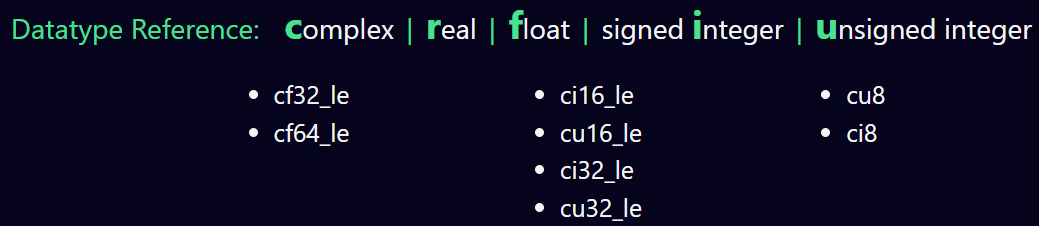 Datatype Reference: complex | real | float | signed integer | unsigned integer
• cf32_le
• cf64_le
• ci16_le
• cu16_le
• ci32_le
• cu32_le
• cu8
• ci8